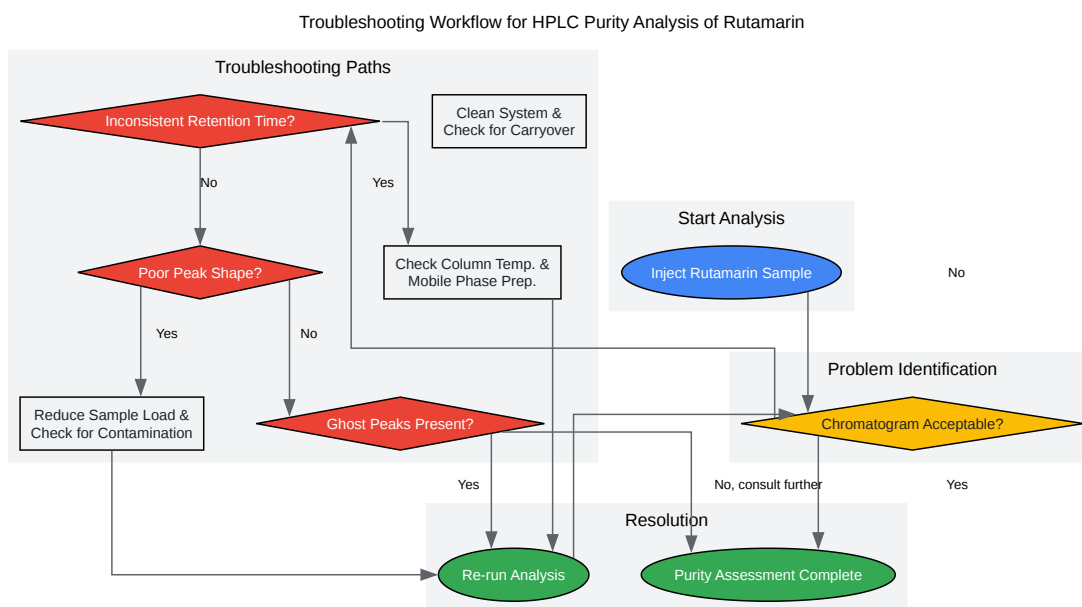 Troubleshooting Workflow for HPLC Purity Analysis of Rutamarin
Troubleshooting Paths
Inconsistent Retention Time?
Clean System &
Check for Carryover
No
Yes
Start Analysis
Poor Peak Shape?
Check Column Temp. &
Mobile Phase Prep.
Inject Rutamarin Sample
No
Yes
No
Problem Identification
Reduce Sample Load &
Check for Contamination
Ghost Peaks Present?
Chromatogram Acceptable?
Yes
No, consult further
Yes
Resolution
Re-run Analysis
Purity Assessment Complete